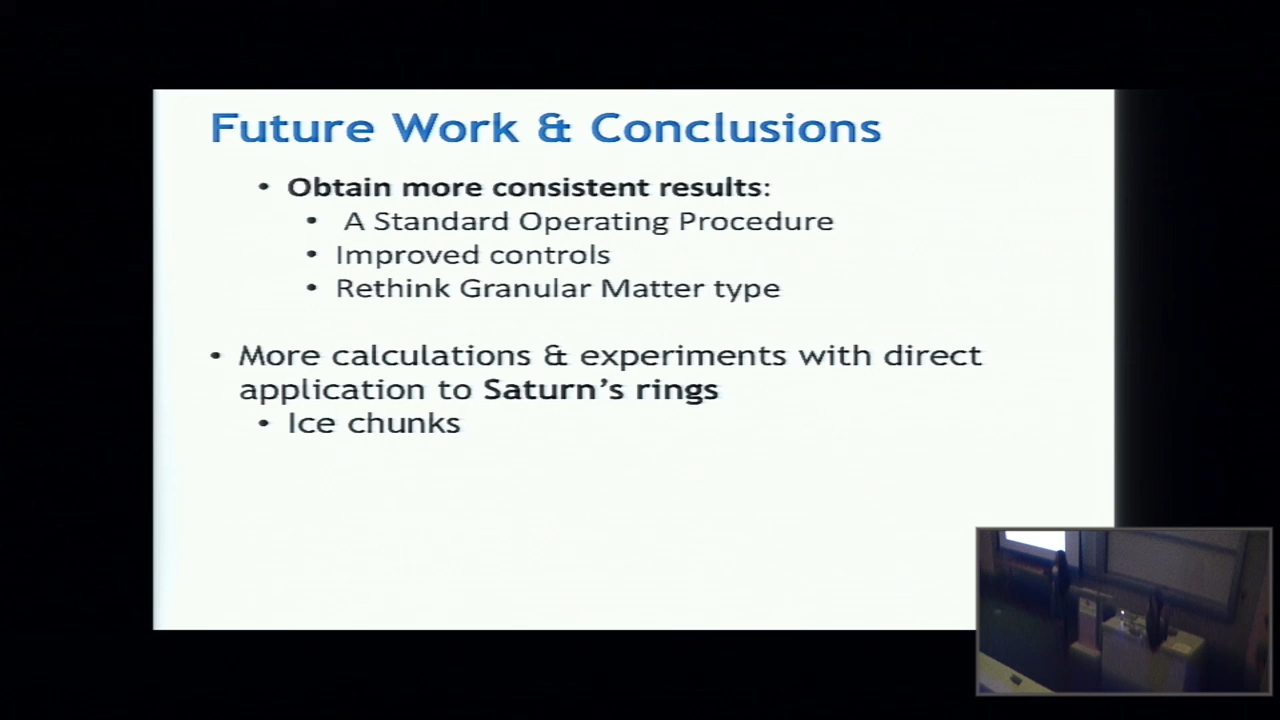 Future Work & Conclusions
• Obtain more consistent results:
• A Standard Operating Procedure
• Improved controls
• Rethink Granular Matter type
• More calculations & experiments with direct
application to Saturn's rings
• Ice chunks